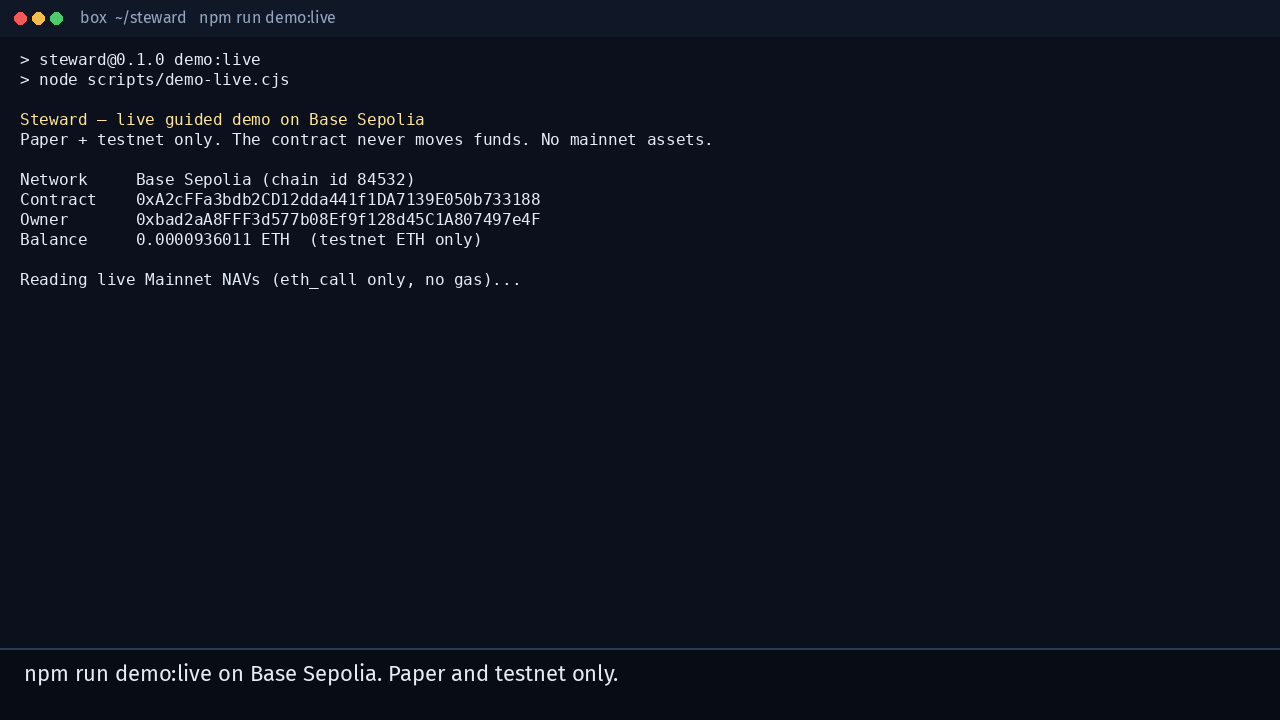 box ~/steward npm run demo:live
> steward@0.1.0 demo:live
> node scripts/demo-live.cjs
Steward — live guided demo on Base Sepolia
Paper + testnet only. The contract never moves funds. No mainnet assets.
Network Base Sepolia (chain id 84532)
Contract 0xA2cFFa3bdb2CD12dda441f1DA7139E050b733188
Owner 0xbad2aA8FFF3d577b08Ef9f128d45C1A807497e4F
Balance 0.0000936011 ETH (testnet ETH only)
Reading live Mainnet NAVs (eth_call only, no gas)...
npm run demo:live on Base Sepolia. Paper and testnet only.